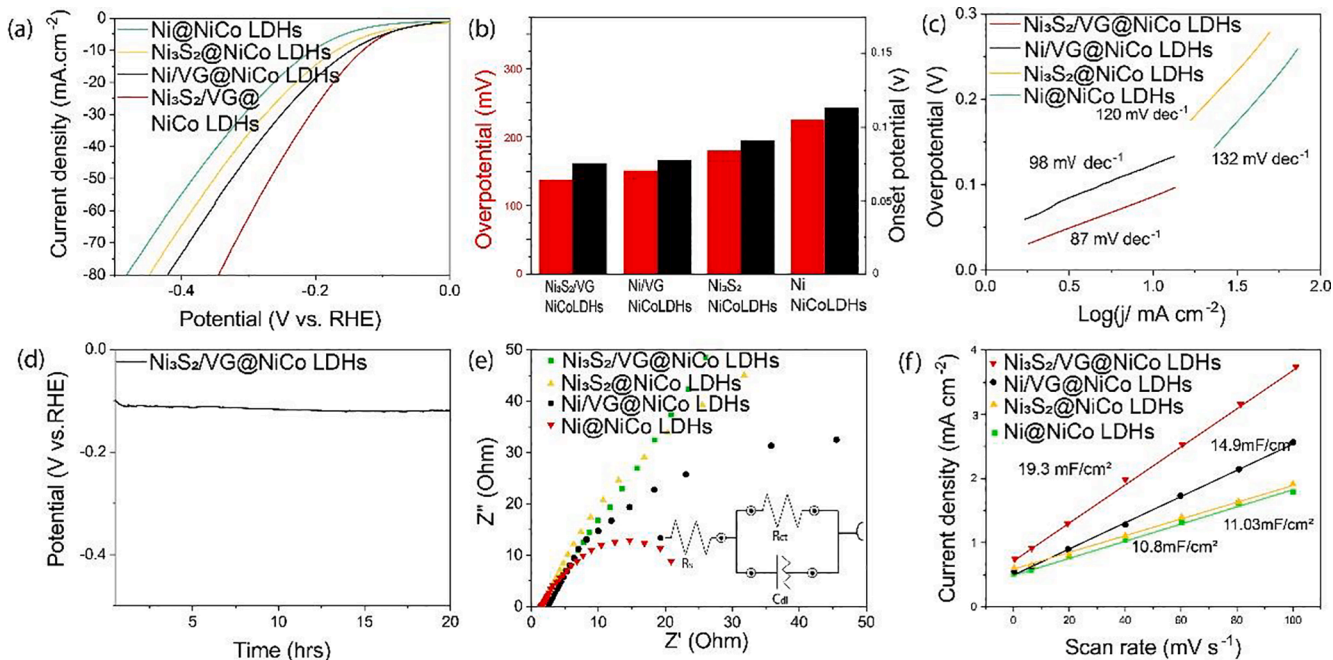 (a)
Current density (mA.cm⁻²)
0
-10
-20
-30
-40
-50
-60
-70
-80
Ni@NiCo LDHs
Ni₃S₂@NiCo LDHs
Ni/VG@NiCo LDHs
Ni₃S₂/VG@
NiCo LDHs
-0.4
-0.2
0.0
Potential (V vs. RHE)
(b)
Overpotential (mV)
350
300
250
200
150
100
50
0
Onset potential (v)
0.15
0.10
0.05
0
Ni₃S₂/VG
NiCoLDHs
Ni/VG
NiCoLDHs
Ni₃S₂
NiCoLDHs
Ni
NiCoLDHs
(c)
Overpotential (V)
0.3
0.2
0.1
0.0
Ni₃S₂/VG@NiCo LDHs
Ni/VG@NiCo LDHs
Ni₃S₂@NiCo LDHs
Ni@NiCo LDHs
120 mV dec⁻¹
132 mV dec⁻¹
98 mV dec⁻¹
87 mV dec⁻¹
0.0
0.5
1.0
1.5
2.0
Log(j/ mA cm⁻²)
(d)
Potential (V vs.RHE)
0.0
-0.2
-0.4
Ni₃S₂/VG@NiCo LDHs
5
10
15
20
Time (hrs)
(e)
Z'' (Ohm)
50
40
30
20
10
0
Ni₃S₂/VG@NiCo LDHs
Ni₃S₂@NiCo LDHs
Ni/VG@NiCo LDHs
Ni@NiCo LDHs
Rs
Rct
Cdl
0
10
20
30
40
50
Z' (Ohm)
(f)
Current density (mA cm⁻²)
4
3
2
1
0
Ni₃S₂/VG@NiCo LDHs
Ni/VG@NiCo LDHs
Ni₃S₂@NiCo LDHs
Ni@NiCo LDHs
19.3 mF/cm²
14.9mF/cm²
11.03mF/cm²
10.8mF/cm²
0
20
40
60
80
100
Scan rate (mV s⁻¹)